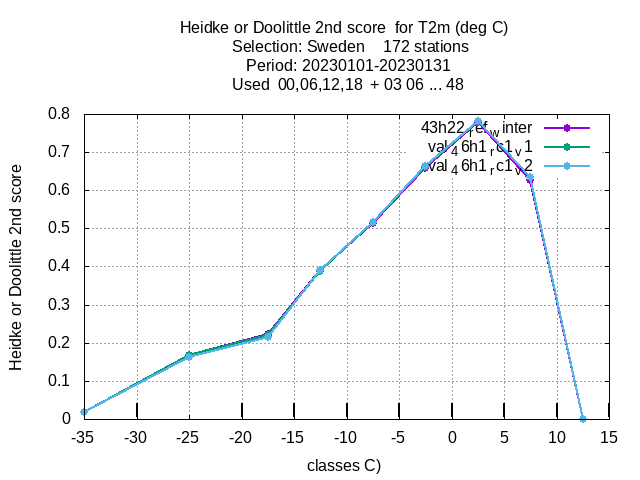 Heidke or Doolittle 2nd score  for T2m (deg C)
Selection: Sweden    172 stations
Period: 20230101-20230131
Used  00,06,12,18  + 03 06 ... 48
43h22_ref_winter
val_46h1_rc1_v1
val_46h1_rc1_v2
Heidke or Doolittle 2nd score
0.8
0.7
0.6
0.5
0.4
0.3
0.2
0.1
0
-35 -30 -25 -20 -15 -10 -5 0 5 10 15
classes C)